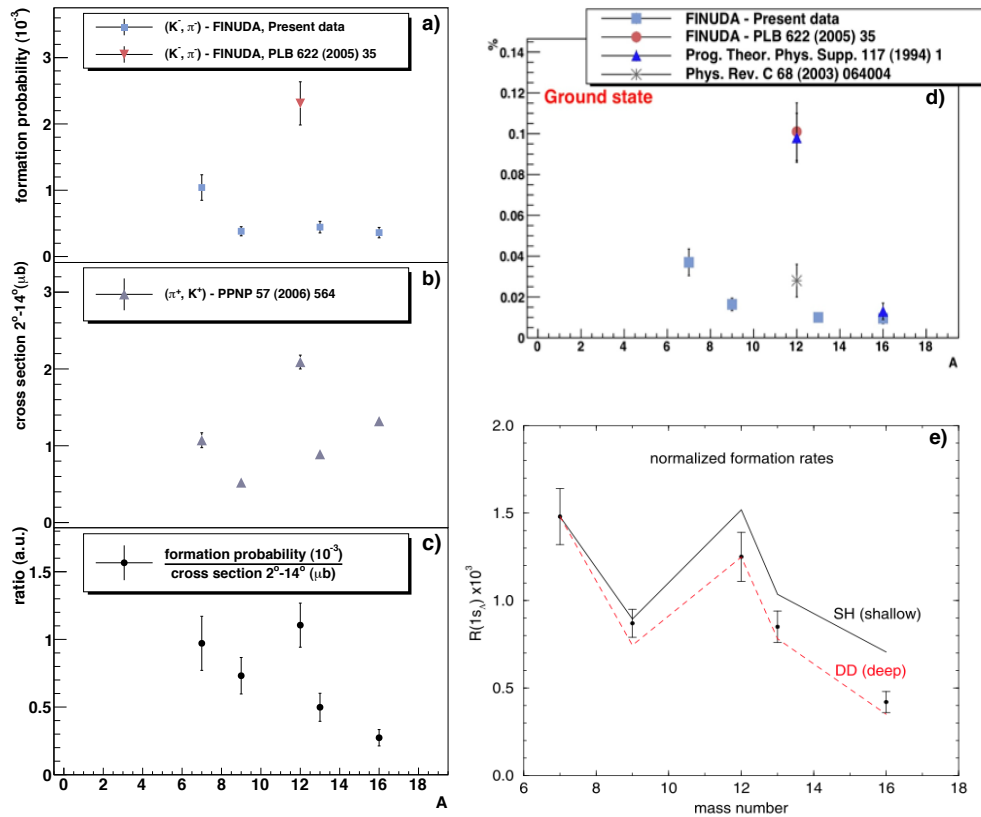 a)
(K⁻, π⁻) - FINUDA, Present data
(K⁻, π⁻) - FINUDA, PLB 622 (2005) 35
formation probability (10⁻³)
3
2
1
0
b)
(π⁺, K⁺) - PPNP 57 (2006) 564
cross section 2°-14° (μb)
3
2
1
0
c)
formation probability (10⁻³)
cross section 2°-14° (μb)
ratio (a.u.)
1.5
1
0.5
0
0 2 4 6 8 10 12 14 16 18
A
FINUDA - Present data
FINUDA - PLB 622 (2005) 35
Prog. Theor. Phys. Supp. 117 (1994) 1
Phys. Rev. C 68 (2003) 064004
d)
Ground state
%
0.14
0.12
0.1
0.08
0.06
0.04
0.02
0
0 2 4 6 8 10 12 14 16 18
A
e)
normalized formation rates
SH (shallow)
DD (deep)
R(1s_Λ) x10³
2.0
1.5
1.0
0.5
0.0
6 8 10 12 14 16 18
mass number